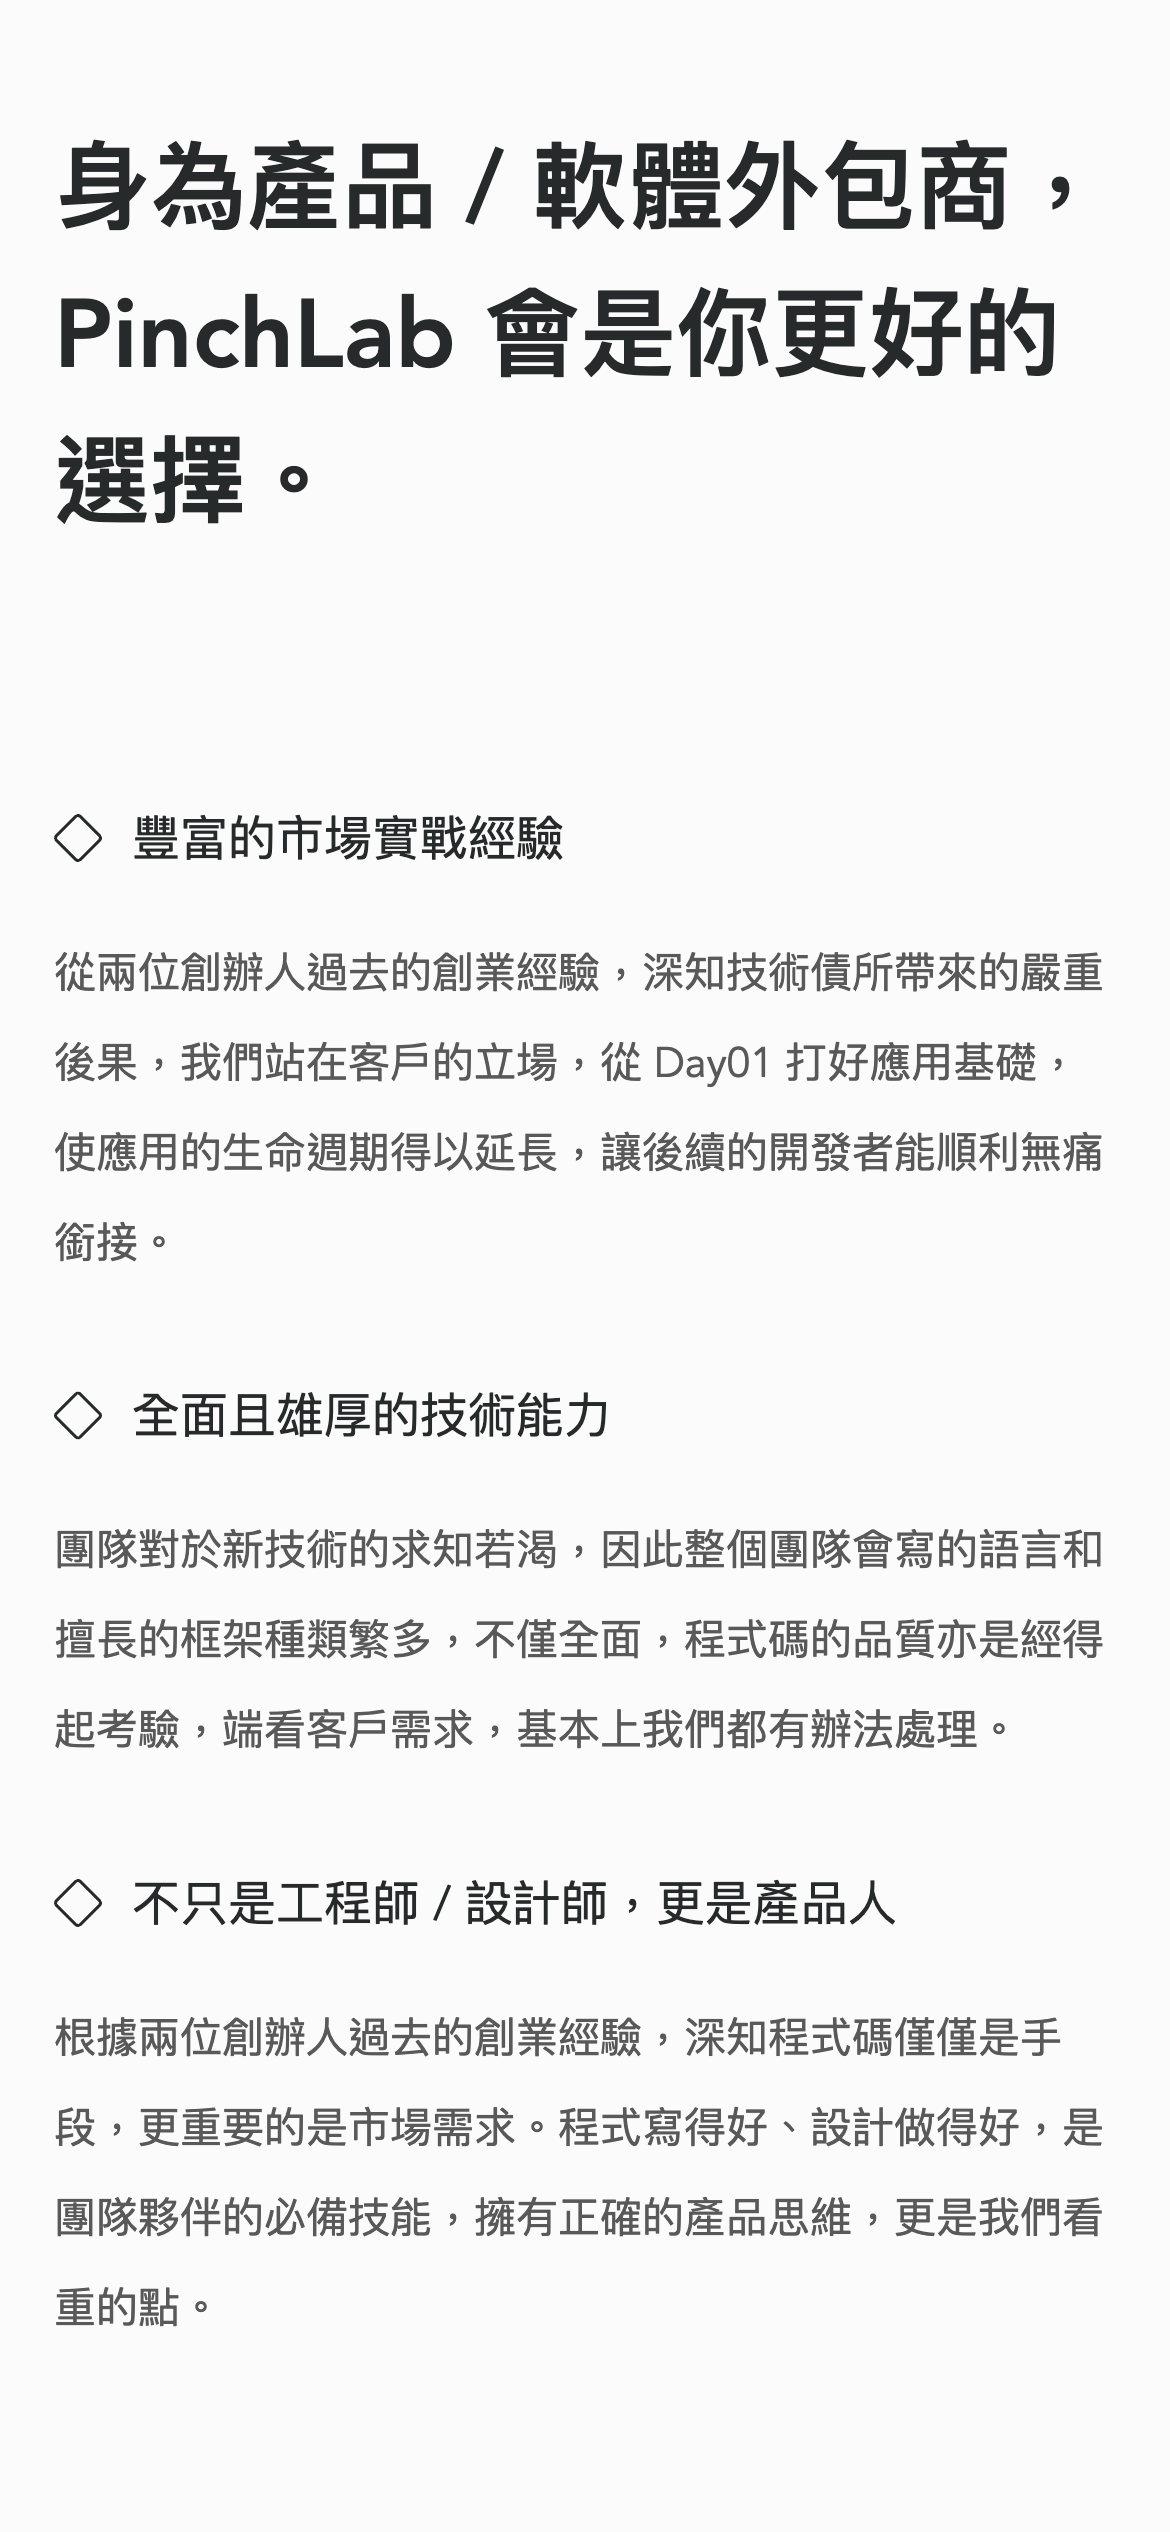 身為產品 / 軟體外包商，
PinchLab 會是你更好的
選擇。
豐富的市場實戰經驗
從兩位創辦人過去的創業經驗，深知技術債所帶來的嚴重
後果，我們站在客戶的立場，從 Day01 打好應用基礎，
使應用的生命週期得以延長，讓後續的開發者能順利無痛
銜接。
全面且雄厚的技術能力
團隊對於新技術的求知若渴，因此整個團隊會寫的語言和
擅長的框架種類繁多，不僅全面，程式碼的品質亦是經得
起考驗，端看客戶需求，基本上我們都有辦法處理。
不只是工程師 / 設計師，更是產品人
根據兩位創辦人過去的創業經驗，深知程式碼僅僅是手
段，更重要的是市場需求。程式寫得好、設計做得好，是
團隊夥伴的必備技能，擁有正確的產品思維，更是我們看
重的點。